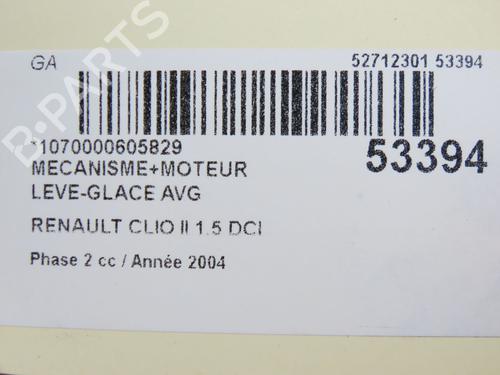 GA
52712301 53394
*1070000605829
53394
MECANISME+MOTEUR
LEVE-GLACE AVG
RENAULT CLIO II 1.5 DCI
Phase 2 cc / Année 2004
B-PARTS